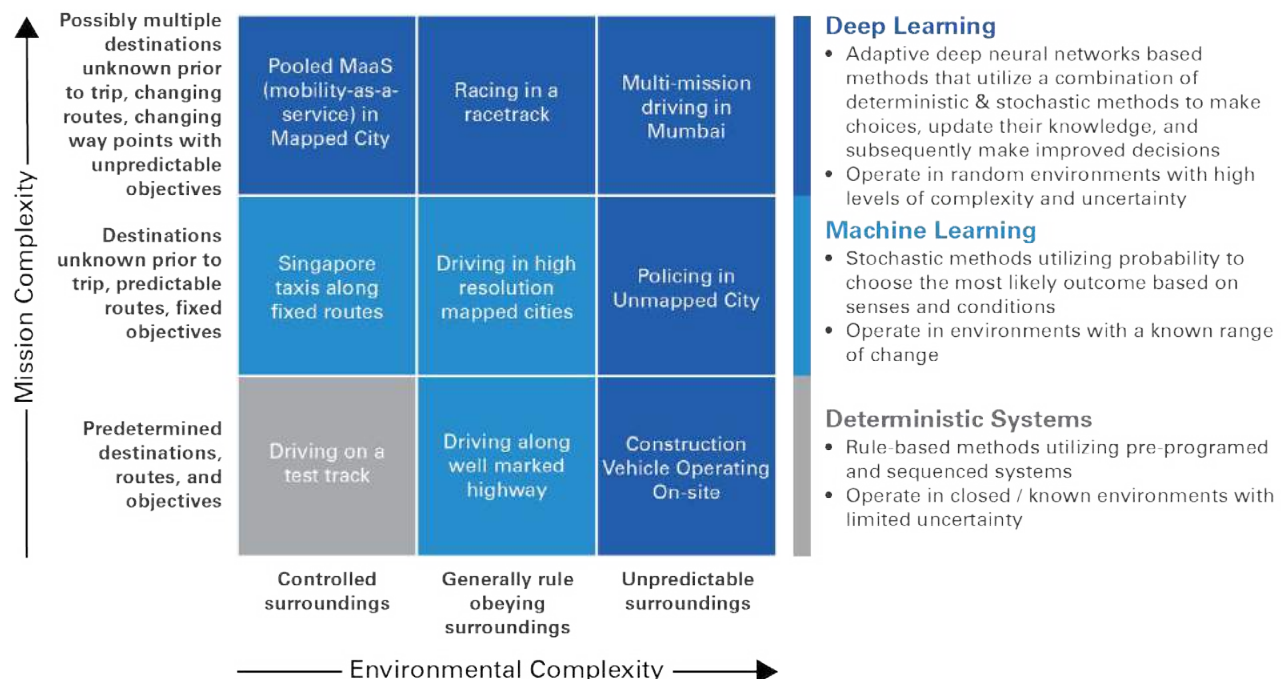 Mission Complexity
Possibly multiple
destinations
unknown prior
to trip, changing
routes, changing
way points with
unpredictable
objectives
Pooled MaaS
(mobility-as-a-
service) in
Mapped City
Racing in a
racetrack
Multi-mission
driving in
Mumbai
Destinations
unknown prior to
trip, predictable
routes, fixed
objectives
Singapore
taxis along
fixed routes
Driving in high
resolution
mapped cities
Policing in
Unmapped City
Predetermined
destinations,
routes, and
objectives
Driving on a
test track
Driving along
well marked
highway
Construction
Vehicle Operating
On-site
Controlled
surroundings
Generally rule
obeying
surroundings
Unpredictable
surroundings
Environmental Complexity
Deep Learning
• Adaptive deep neural networks based
methods that utilize a combination of
deterministic & stochastic methods to make
choices, update their knowledge, and
subsequently make improved decisions
• Operate in random environments with high
levels of complexity and uncertainty
Machine Learning
• Stochastic methods utilizing probability to
choose the most likely outcome based on
senses and conditions
• Operate in environments with a known range
of change
Deterministic Systems
• Rule-based methods utilizing pre-programed
and sequenced systems
• Operate in closed / known environments with
limited uncertainty